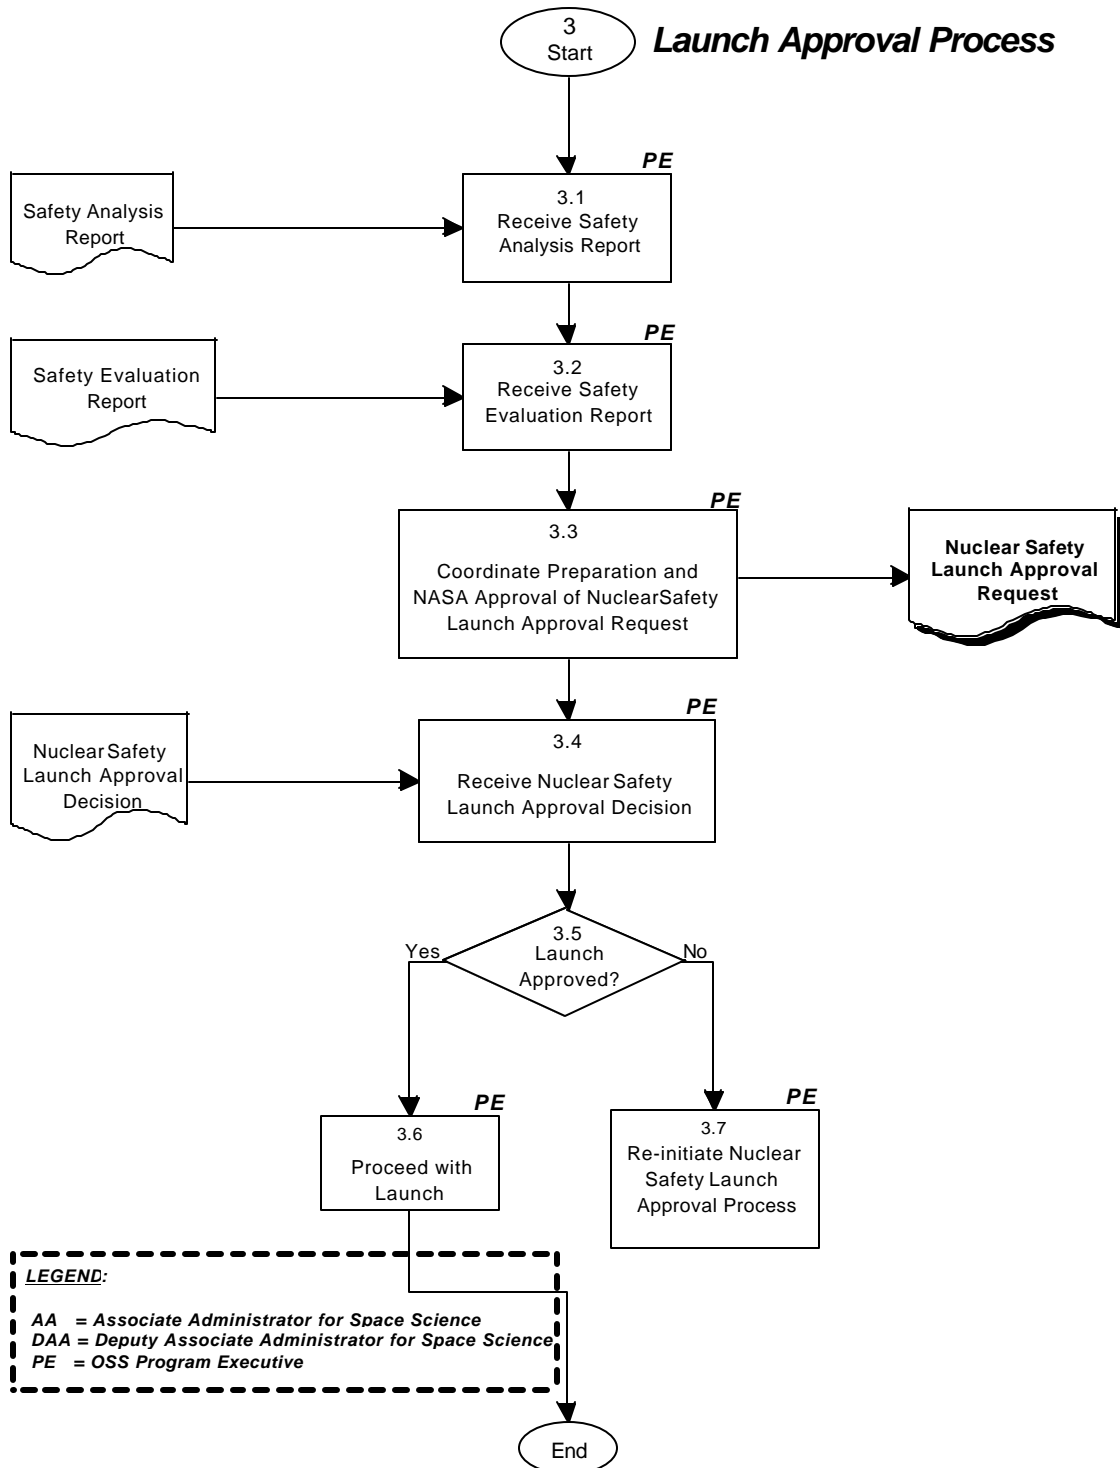 3
Start
Launch Approval Process
PE
Safety Analysis
Report
3.1
Receive Safety
Analysis Report
PE
Safety Evaluation
Report
3.2
Receive Safety
Evaluation Report
PE
3.3
Coordinate Preparation and
NASA Approval of NuclearSafety
Launch Approval Request
Nuclear Safety
Launch Approval
Request
PE
Nuclear Safety
Launch Approval
Decision
3.4
Receive Nuclear Safety
Launch Approval Decision
3.5
Launch
Approved?
Yes
No
PE
3.6
Proceed with
Launch
PE
3.7
Re-initiate Nuclear
Safety Launch
Approval Process
LEGEND:
AA = Associate Administrator for Space Science
DAA = Deputy Associate Administrator for Space Science
PE = OSS Program Executive
End